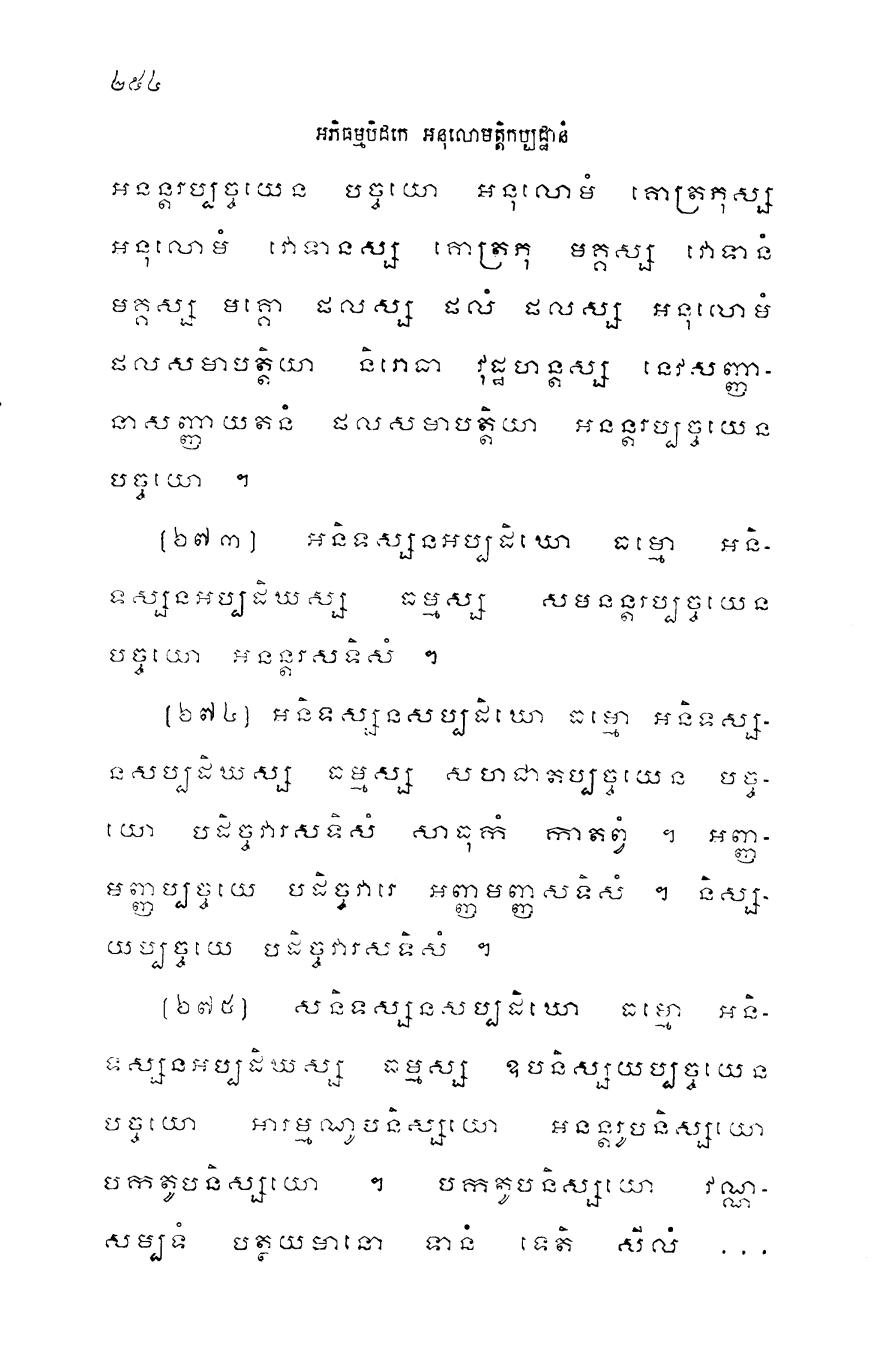 ២៥៤
អភិធម្មបិដកេ អនុលោមត្តិកប្បដ្ឋានំ
អនន្តរប្បច្ចយេន បច្ចយោ អនុលោមំ គោត្រភុស្ស
អនុលោមំ វោទានស្ស គោត្រភុ មគ្គស្ស វោទានំ
មគ្គស្ស មគ្គោ ផលស្ស ផលំ ផលស្ស អនុលោមំ
ផលសមាបត្តិយា និរោធា វុដ្ឋហន្តស្ស នេវសញ្ញា-
នាសញ្ញាយតនំ ផលសមាបត្តិយា អនន្តរប្បច្ចយេន
បច្ចយោ ។
(៦៧៣) អនិទស្សនអប្បដិឃោ ធម្មោ អនិ-
ទស្សនអប្បដិឃស្ស ធម្មស្ស សមនន្តរប្បច្ចយេន
បច្ចយោ អនន្តរសទិសំ ។
(៦៧៤) អនិទស្សនសប្បដិឃោ ធម្មោ អនិទស្ស-
នសប្បដិឃស្ស ធម្មស្ស សហជាតប្បច្ចយេន បច្ច-
យោ បដិច្ចវារសទិសំ សាធុកំ កាតព្វំ ។ អញ្ញ-
មញ្ញប្បច្ចយេ បដិច្ចវារេ អញ្ញមញ្ញសទិសំ ។ និស្ស-
យប្បច្ចយេ បដិច្ចវារសទិសំ ។
(៦៧៥) សនិទស្សនសប្បដិឃោ ធម្មោ អនិ-
ទស្សនអប្បដិឃស្ស ធម្មស្ស ឧបនិស្សយប្បច្ចយេន
បច្ចយោ អារម្មណូបនិស្សយោ អនន្តរូបនិស្សយោ
បកតូបនិស្សយោ ។ បកតូបនិស្សយោ វណ្ណ-
សម្បទំ បត្ថយមានោ ទានំ ទេតិ សីលំ ...